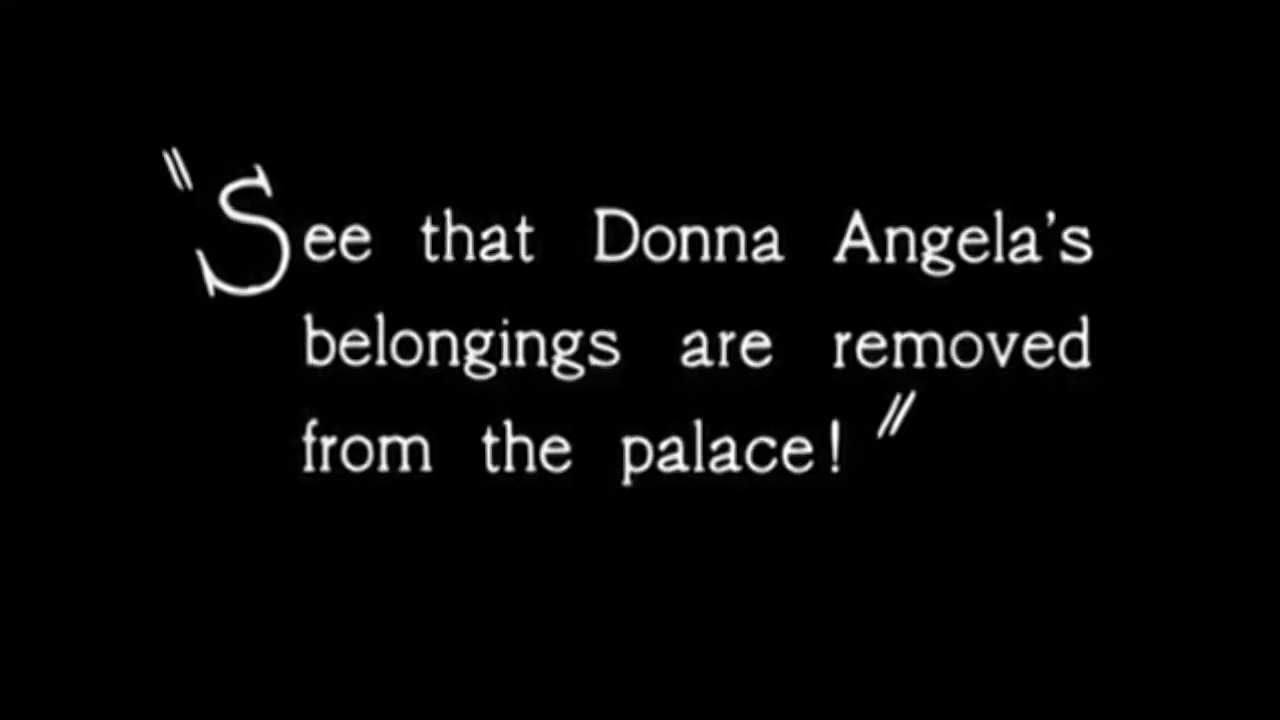 "See that Donna Angela's
belongings are removed
from the palace!"